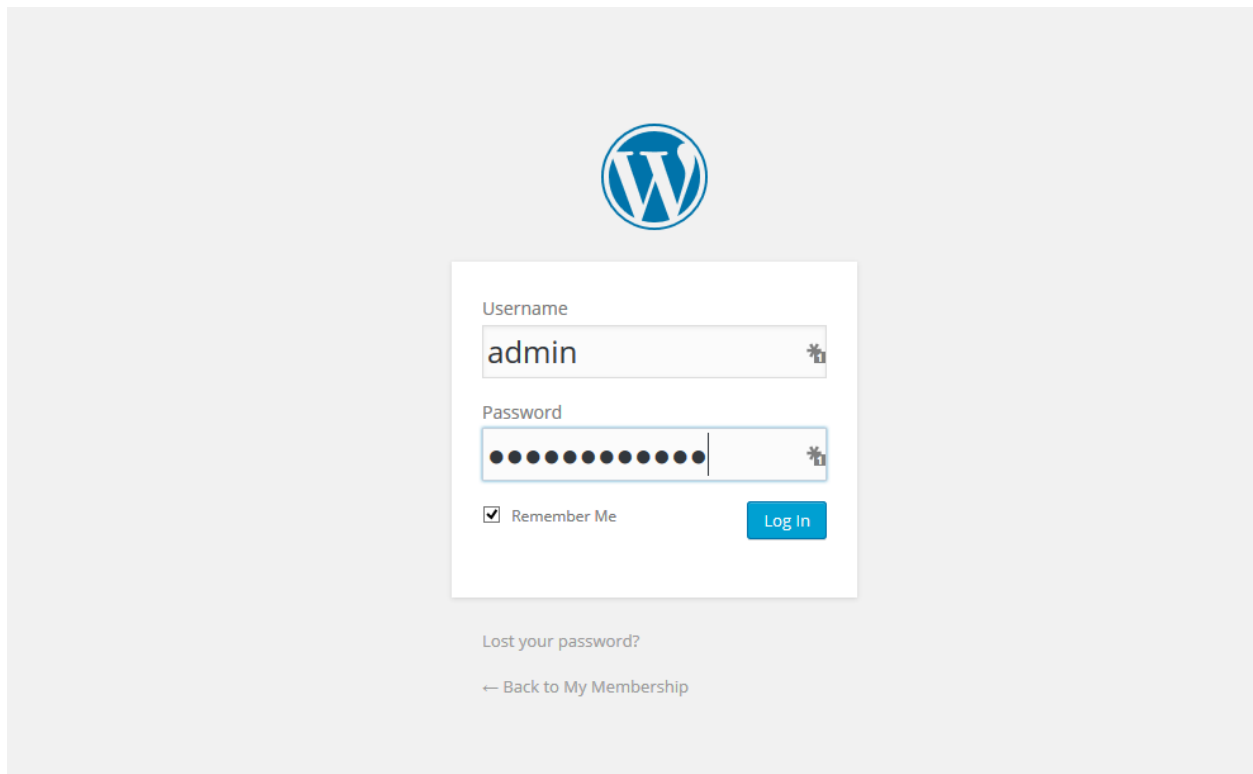 Username
admin
Password
●●●●●●●●●●●●
Remember Me
Log In
Lost your password?
← Back to My Membership